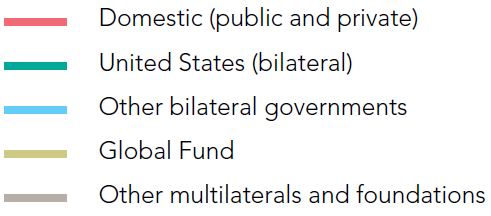 Domestic (public and private)
United States (bilateral)
Other bilateral governments
Global Fund
Other multilaterals and foundations